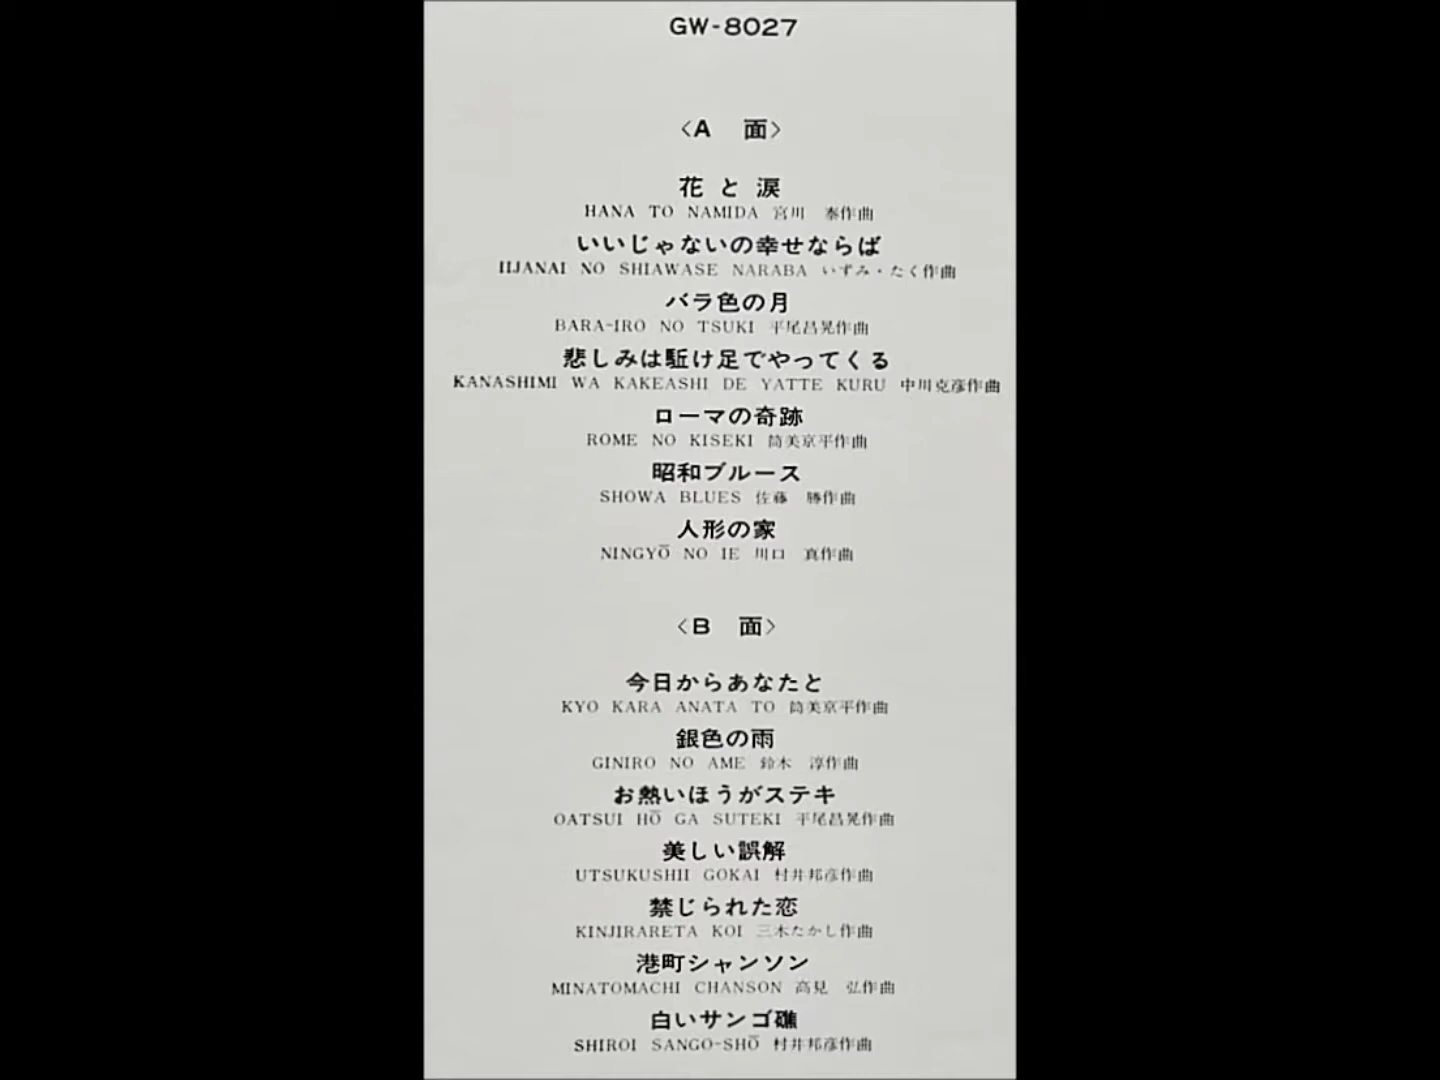 GW-8027
〈A 面〉
花と涙
HANA TO NAMIDA 宮川 泰作曲
いいじゃないの幸せならば
IIJANAI NO SHIAWASE NARABA いずみ・たく作曲
バラ色の月
BARA-IRO NO TSUKI 平尾昌晃作曲
悲しみは駈け足でやってくる
KANASHIMI WA KAKEASHI DE YATTE KURU 中川克彦作曲
ローマの奇跡
ROME NO KISEKI 筒美京平作曲
昭和ブルース
SHOWA BLUES 佐藤 勝作曲
人形の家
NINGYŌ NO IE 川口 真作曲
〈B 面〉
今日からあなたと
KYO KARA ANATA TO 筒美京平作曲
銀色の雨
GINIRO NO AME 鈴木 淳作曲
お熱いほうがステキ
OATSUI HŌ GA SUTEKI 平尾昌晃作曲
美しい誤解
UTSUKUSHII GOKAI 村井邦彦作曲
禁じられた恋
KINJIRARETA KOI 三木たかし作曲
港町シャンソン
MINATOMACHI CHANSON 高見 弘作曲
白いサンゴ礁
SHIROI SANGO-SHŌ 村井邦彦作曲